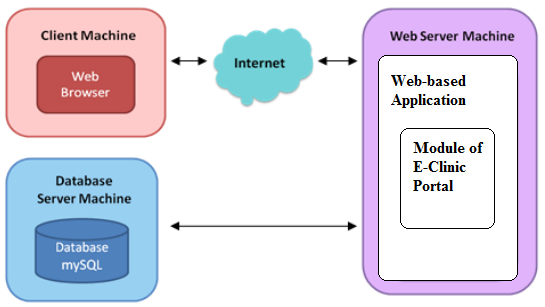 Client Machine
Web
Browser
Internet
Web Server Machine
Web-based
Application
Module of
E-Clinic
Portal
Database
Server Machine
Database
mySQL